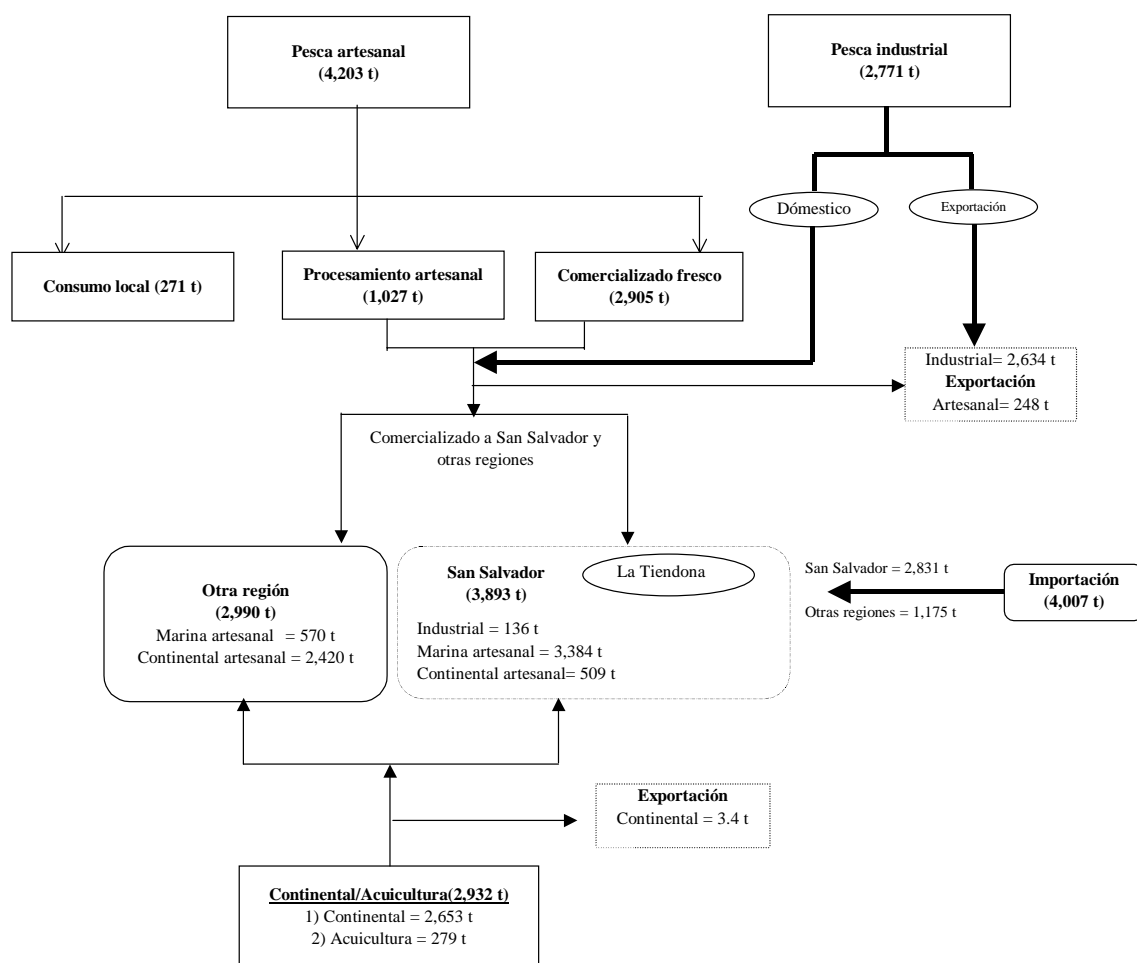 Pesca artesanal
(4,203 t)
Pesca industrial
(2,771 t)
Dómestico
Exportación
Consumo local (271 t)
Procesamiento artesanal
(1,027 t)
Comercializado fresco
(2,905 t)
Industrial= 2,634 t
Exportación
Artesanal= 248 t
Comercializado a San Salvador y
otras regiones
Otra región
(2,990 t)
Marina artesanal = 570 t
Continental artesanal = 2,420 t
San Salvador
(3,893 t)
La Tiendona
Industrial = 136 t
Marina artesanal = 3,384 t
Continental artesanal= 509 t
San Salvador = 2,831 t
Otras regiones = 1,175 t
Importación
(4,007 t)
Exportación
Continental = 3.4 t
Continental/Acuicultura(2,932 t)
1) Continental = 2,653 t
2) Acuicultura = 279 t